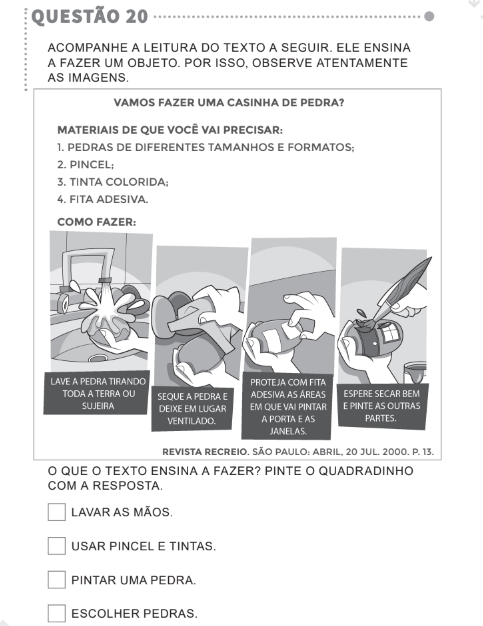 QUESTÃO 20
ACOMPANHE A LEITURA DO TEXTO A SEGUIR. ELE ENSINA
A FAZER UM OBJETO. POR ISSO, OBSERVE ATENTAMENTE
AS IMAGENS.
VAMOS FAZER UMA CASINHA DE PEDRA?
MATERIAIS DE QUE VOCÊ VAI PRECISAR:
1. PEDRAS DE DIFERENTES TAMANHOS E FORMATOS;
2. PINCEL;
3. TINTA COLORIDA;
4. FITA ADESIVA.
COMO FAZER:
LAVE A PEDRA TIRANDO
TODA A TERRA OU
SUJEIRA
SEQUE A PEDRA E
DEIXE EM LUGAR
VENTILADO.
PROTEJA COM FITA
ADESIVA AS ÁREAS
EM QUE VAI PINTAR
A PORTA E AS
JANELAS.
ESPERE SECAR BEM
E PINTE AS OUTRAS
PARTES.
REVISTA RECREIO. SÃO PAULO: ABRIL, 20 JUL. 2000. P. 13.
O QUE O TEXTO ENSINA A FAZER? PINTE O QUADRADINHO
COM A RESPOSTA.
LAVAR AS MÃOS.
USAR PINCEL E TINTAS.
PINTAR UMA PEDRA.
ESCOLHER PEDRAS.